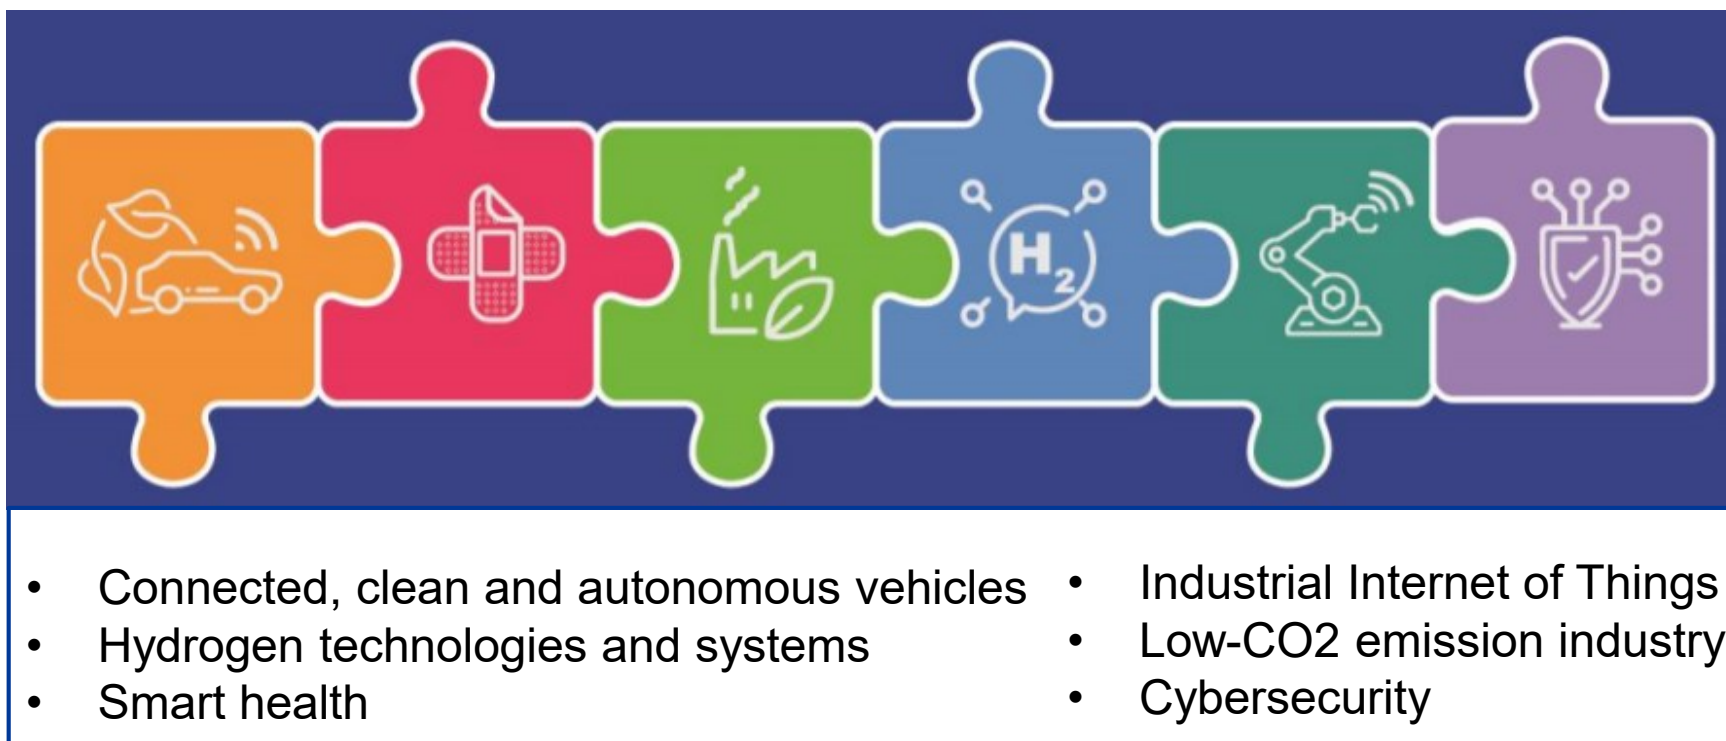 H2
• Connected, clean and autonomous vehicles
• Hydrogen technologies and systems
• Smart health
• Industrial Internet of Things
• Low-CO2 emission industry
• Cybersecurity